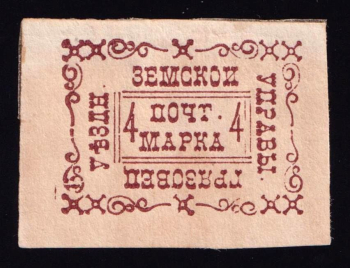 ГРЯЗОВЕЦ
УѢЗДН.
ЗЕМСКОЙ
УПРАВЫ.
4 ПОЧТ. 4
МАРКА